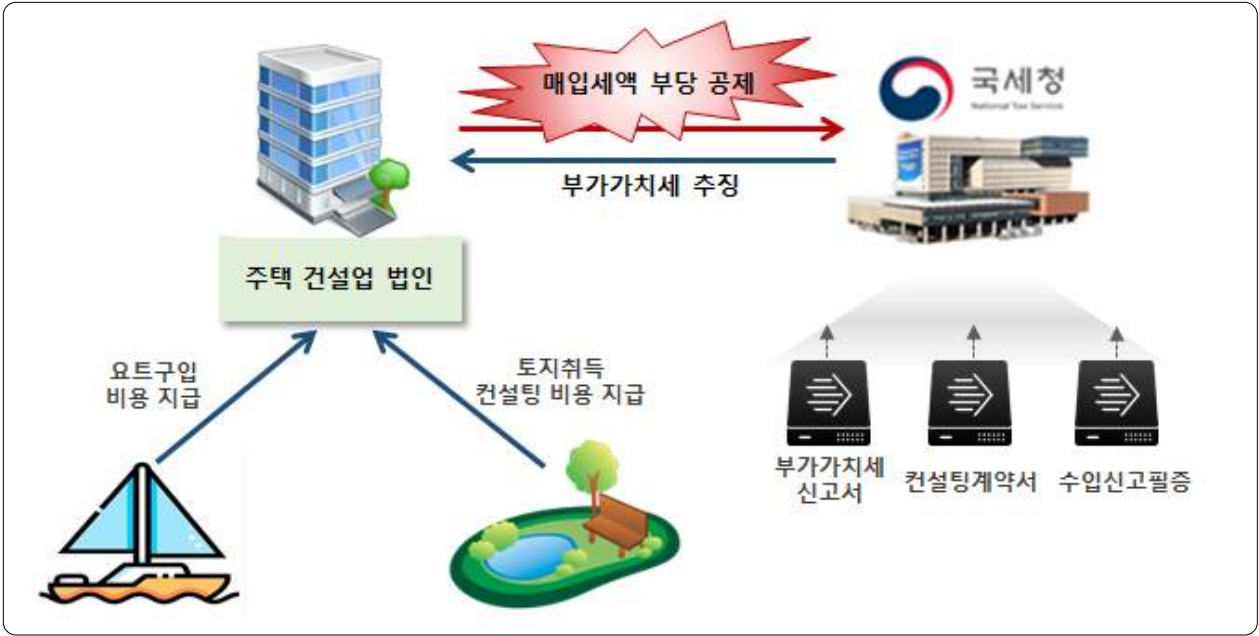 매입세액 부당 공제
국세청
National Tax Service
부가가치세 추징
주택 건설업 법인
요트구입
비용 지급
토지취득
컨설팅 비용 지급
부가가치세
신고서
컨설팅계약서
수입신고필증